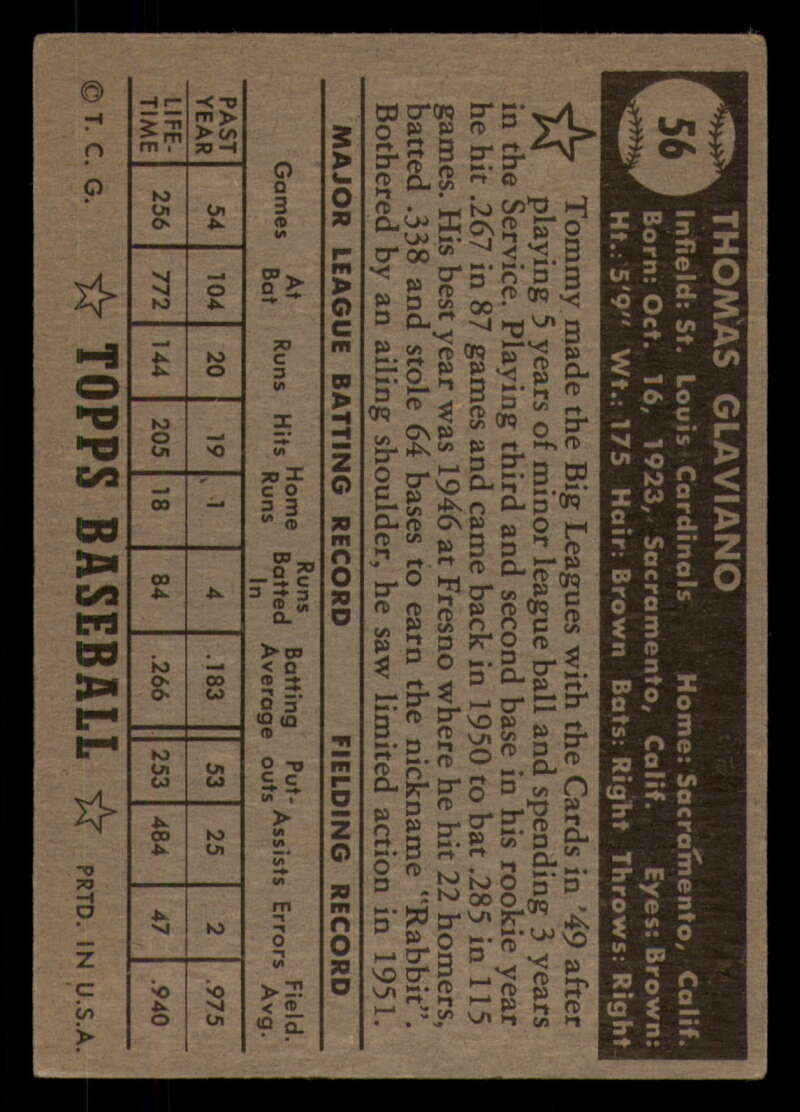 56
THOMAS GLAVIANO
Infield: St. Louis Cardinals Home: Sacramento, Calif.
Born: Oct. 16, 1923, Sacramento, Calif. Eyes: Brown:
Ht.: 5'9" Wt.: 175 Hair: Brown Bats: Right Throws: Right
Tommy made the Big Leagues with the Cards in '49 after
playing 5 years of minor league ball and spending 3 years
in the Service. Playing third and second base in his rookie year
he hit .267 in 87 games and came back in 1950 to bat .285 in 115
games. His best year was 1946 at Fresno where he hit 22 homers,
batted .338 and stole 64 bases to earn the nickname "Rabbit".
Bothered by an ailing shoulder, he saw limited action in 1951.
MAJOR LEAGUE BATTING RECORD FIELDING RECORD
Games At Bat Runs Hits Home Runs Runs Batted In Batting Average Put-outs Assists Errors Field. Avg.
PAST YEAR 54 104 20 19 1 4 .183 53 25 2 .975
LIFE-TIME 256 772 144 205 18 84 .266 253 484 47 .940
© T. C. G. ☆ TOPPS BASEBALL ☆ PRTD. IN U.S.A.